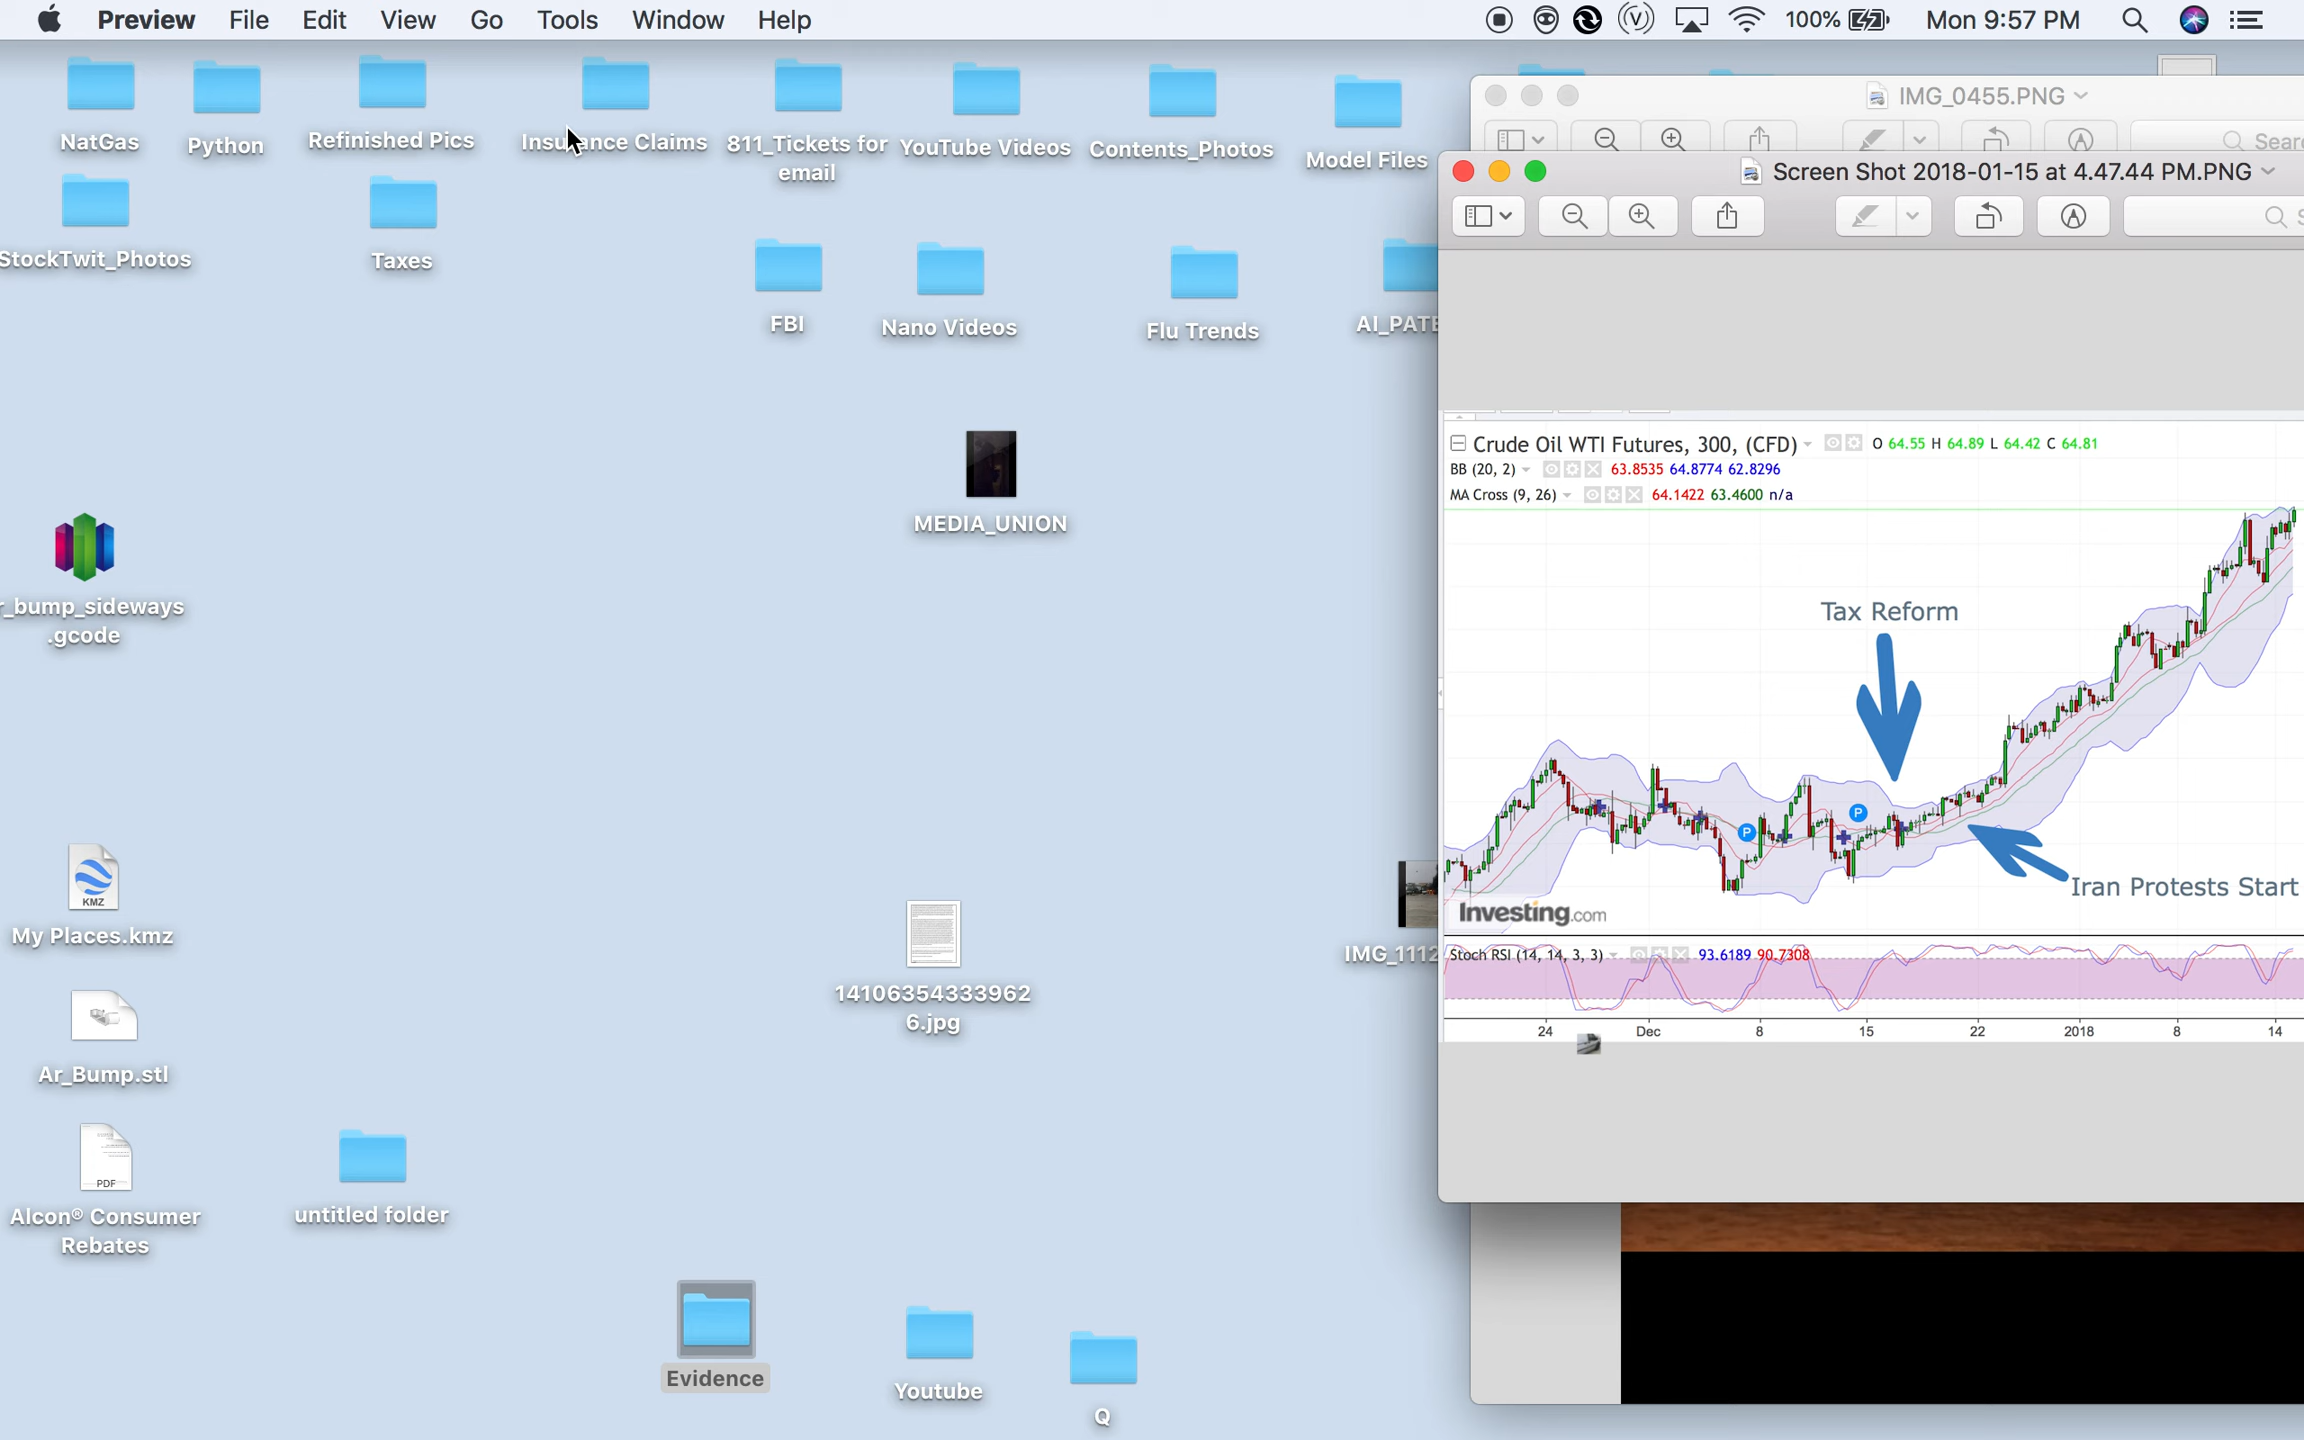 Preview File Edit View Go Tools Window Help
100% Mon 9:57 PM
NatGas
Python
Refinished Pics
Insurance Claims
811_Tickets for
email
YouTube Videos
Contents_Photos
Model Files
StockTwit_Photos
Taxes
FBI
Nano Videos
Flu Trends
AI_PATE
MEDIA_UNION
r_bump_sideways
.gcode
KMZ
My Places.kmz
14106354333962
6.jpg
IMG_1112
Ar_Bump.stl
PDF
Alcon® Consumer
Rebates
untitled folder
Evidence
Youtube
Q
IMG_0455.PNG
Sear
Screen Shot 2018-01-15 at 4.47.44 PM.PNG
S
Crude Oil WTI Futures, 300, (CFD) O 64.55 H 64.89 L 64.42 C 64.81
BB (20, 2) 63.8535 64.8774 62.8296
MA Cross (9, 26) 64.1422 63.4600 n/a
Tax Reform
P
P
Iran Protests Start
Investing.com
Stoch RSI (14, 14, 3, 3) 93.6189 90.7308
24 Dec 8 15 22 2018 8 14